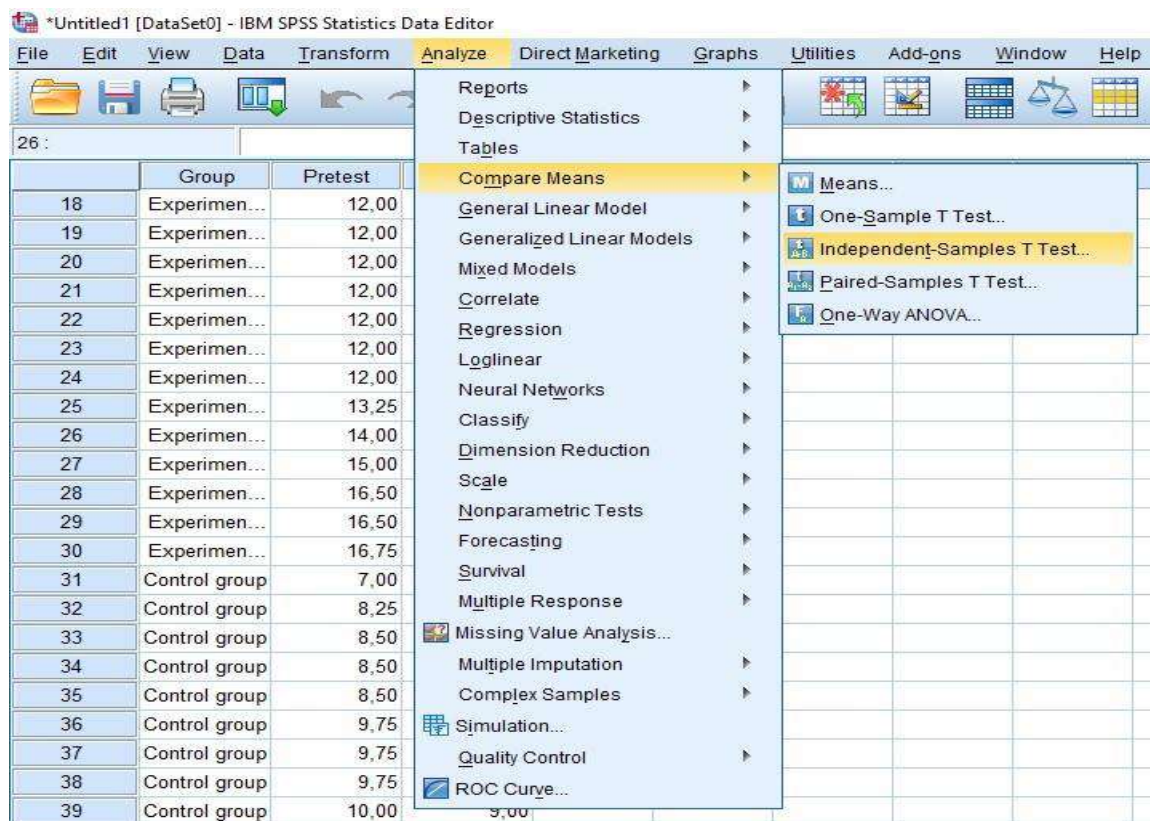 *Untitled1 [DataSet0] - IBM SPSS Statistics Data Editor
File Edit View Data Transform Analyze Direct Marketing Graphs Utilities Add-ons Window Help
26 :
Group Pretest
18 Experimen... 12,00
19 Experimen... 12,00
20 Experimen... 12,00
21 Experimen... 12,00
22 Experimen... 12,00
23 Experimen... 12,00
24 Experimen... 12,00
25 Experimen... 13,25
26 Experimen... 14,00
27 Experimen... 15,00
28 Experimen... 16,50
29 Experimen... 16,50
30 Experimen... 16,75
31 Control group 7,00
32 Control group 8,25
33 Control group 8,50
34 Control group 8,50
35 Control group 8,50
36 Control group 9,75
37 Control group 9,75
38 Control group 9,75
39 Control group 10,00 9,00
Reports
Descriptive Statistics
Tables
Compare Means
General Linear Model
Generalized Linear Models
Mixed Models
Correlate
Regression
Loglinear
Neural Networks
Classify
Dimension Reduction
Scale
Nonparametric Tests
Forecasting
Survival
Multiple Response
Missing Value Analysis...
Multiple Imputation
Complex Samples
Simulation...
Quality Control
ROC Curve...
Means...
One-Sample T Test...
Independent-Samples T Test...
Paired-Samples T Test...
One-Way ANOVA...